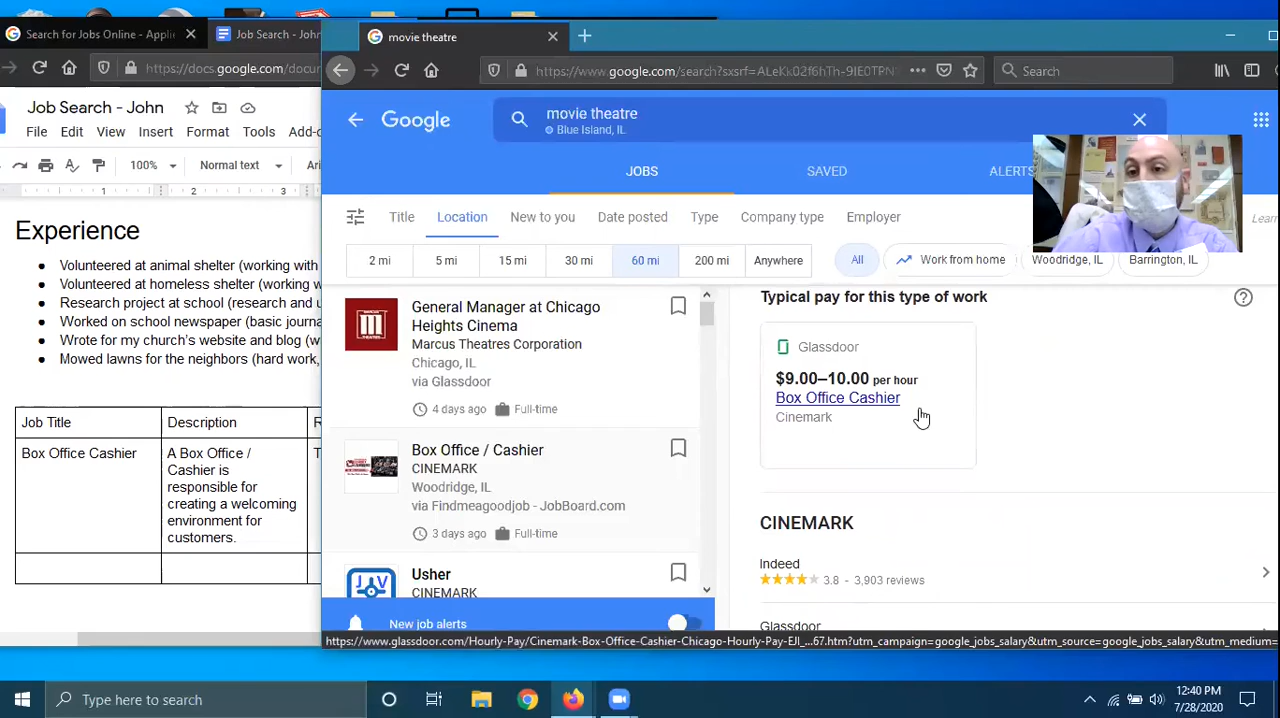 Search for Jobs Online - Appli
Job Search - John
movie theatre
https://docs.google.com/docum
https://www.google.com/search?sxsrf=ALeKk02f6hTh-9IE0TPN
Search
Job Search - John
File Edit View Insert Format Tools Add-o
100% Normal text Ari
1 2 3
Experience
Volunteered at animal shelter (working with
Volunteered at homeless shelter (working w
Research project at school (research and u
Worked on school newspaper (basic journa
Wrote for my church's website and blog (w
Mowed lawns for the neighbors (hard work,
Job Title Description R
Box Office Cashier
A Box Office /
Cashier is
responsible for
creating a welcoming
environment for
customers.
T
Google
movie theatre
Blue Island, IL
JOBS SAVED ALERTS
Title Location New to you Date posted Type Company type Employer
Lear
2 mi 5 mi 15 mi 30 mi 60 mi 200 mi Anywhere
All Work from home Woodridge, IL Barrington, IL
General Manager at Chicago
Heights Cinema
Marcus Theatres Corporation
Chicago, IL
via Glassdoor
4 days ago Full-time
Box Office / Cashier
CINEMARK
Woodridge, IL
via Findmeagoodjob - JobBoard.com
3 days ago Full-time
Usher
CINEMARK
JV
New job alerts
Typical pay for this type of work
Glassdoor
$9.00–10.00 per hour
Box Office Cashier
Cinemark
CINEMARK
Indeed
3.8 - 3,903 reviews
Glassdoor
https://www.glassdoor.com/Hourly-Pay/Cinemark-Box-Office-Cashier-Chicago-Hourly-Pay-EJI_...67.htm?utm_campaign=google_jobs_salary&utm_source=google_jobs_salary&utm_medium=
Type here to search
12:40 PM
7/28/2020